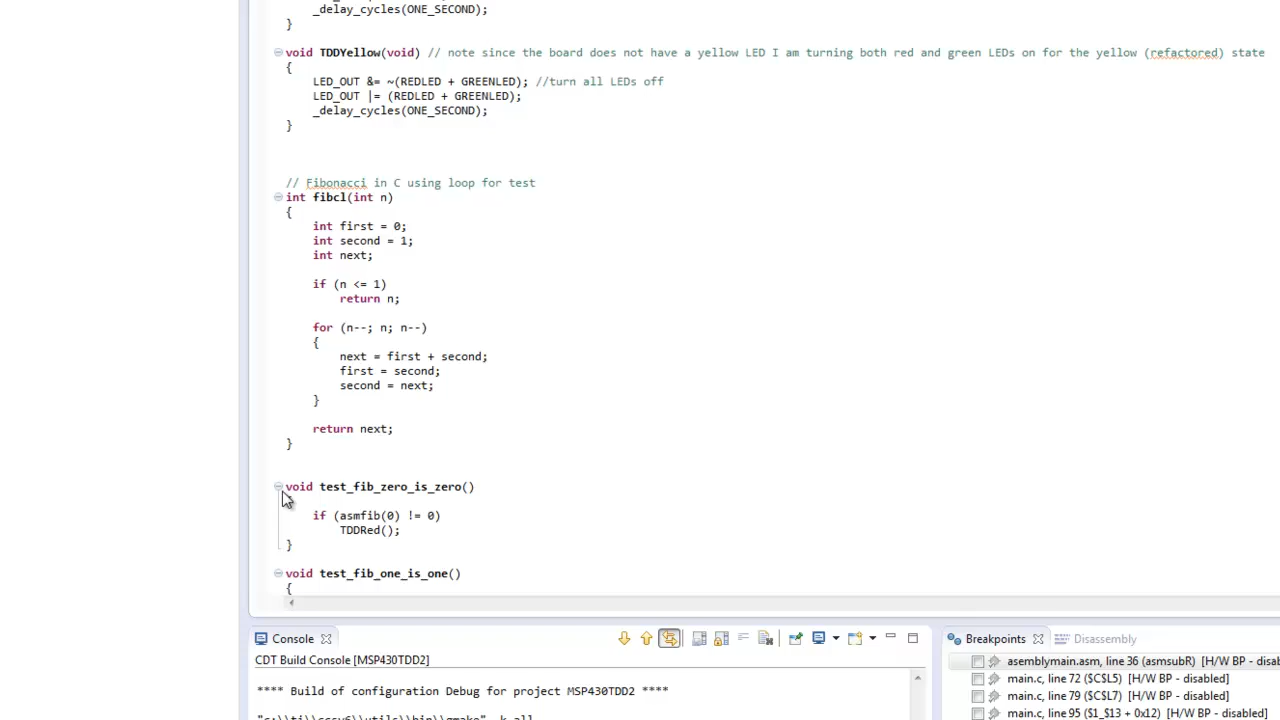 _delay_cycles(ONE_SECOND);
}
void TDDYellow(void) // note since the board does not have a yellow LED I am turning both red and green LEDs on for the yellow (refactored) state
{
LED_OUT &= ~(REDLED + GREENLED); //turn all LEDs off
LED_OUT |= (REDLED + GREENLED);
_delay_cycles(ONE_SECOND);
}
// Fibonacci in C using loop for test
int fibcl(int n)
{
int first = 0;
int second = 1;
int next;
if (n <= 1)
return n;
for (n--; n; n--)
{
next = first + second;
first = second;
second = next;
}
return next;
}
void test_fib_zero_is_zero()
if (asmfib(0) != 0)
TDDRed();
}
void test_fib_one_is_one()
{
Console
CDT Build Console [MSP430TDD2]
**** Build of configuration Debug for project MSP430TDD2 ****
"c:\\ti\\ccsv6\\utils\\bin\\gmake" -k all
Breakpoints Disassembly
asemblymain.asm, line 36 (asmsubR) [H/W BP - disab
main.c, line 72 ($C$L5) [H/W BP - disabled]
main.c, line 79 ($C$L7) [H/W BP - disabled]
main.c, line 95 ($1_$13 + 0x12) [H/W BP - disabled]